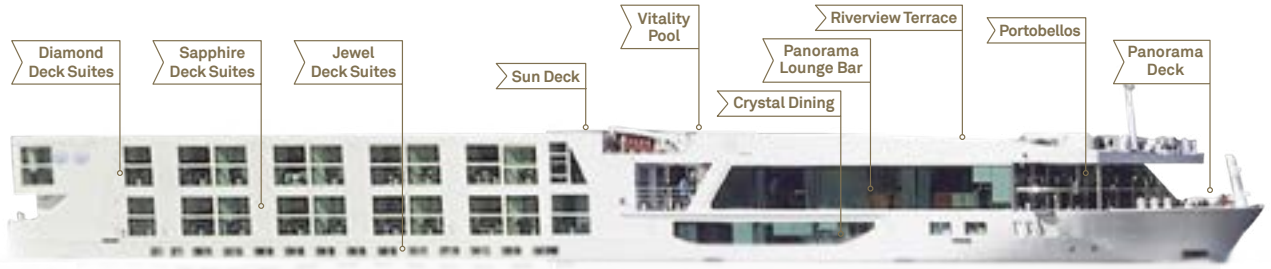 Diamond
Deck Suites
Sapphire
Deck Suites
Jewel
Deck Suites
Sun Deck
Vitality
Pool
Crystal Dining
Panorama
Lounge Bar
Riverview Terrace
Portobellos
Panorama
Deck